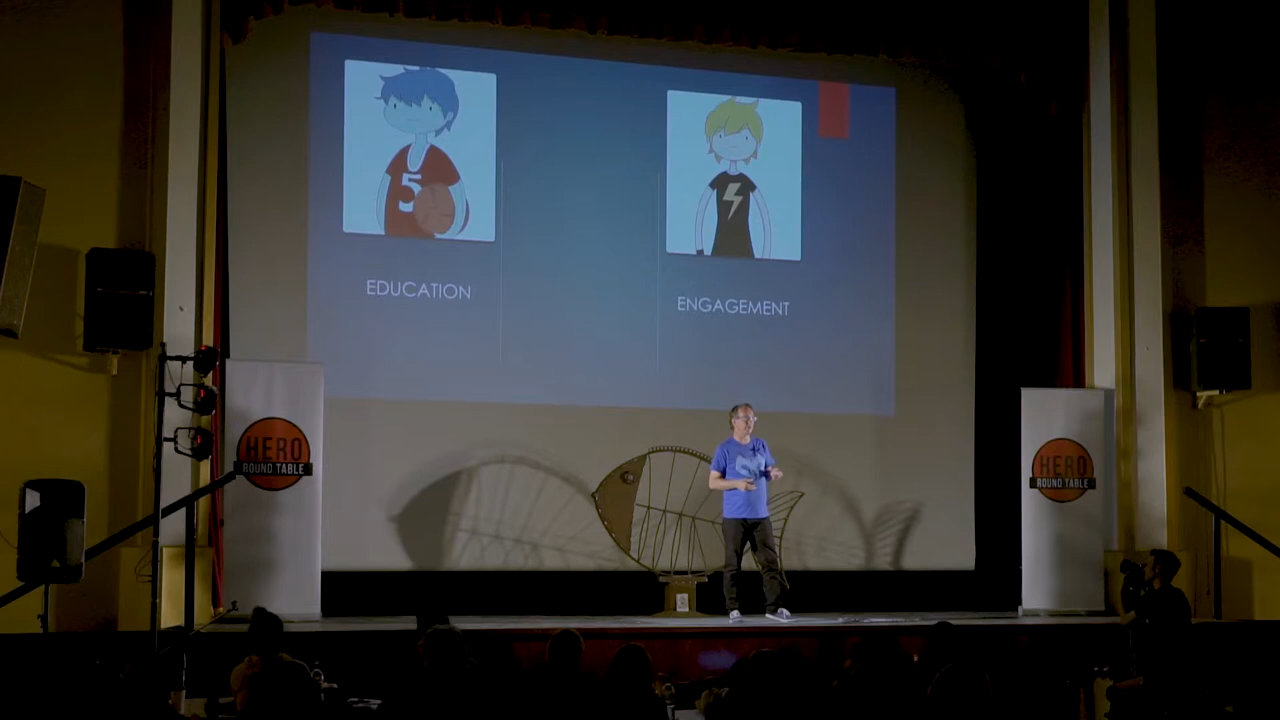 5
EDUCATION
ENGAGEMENT
HERO
ROUND TABLE
HERO
ROUND TABLE